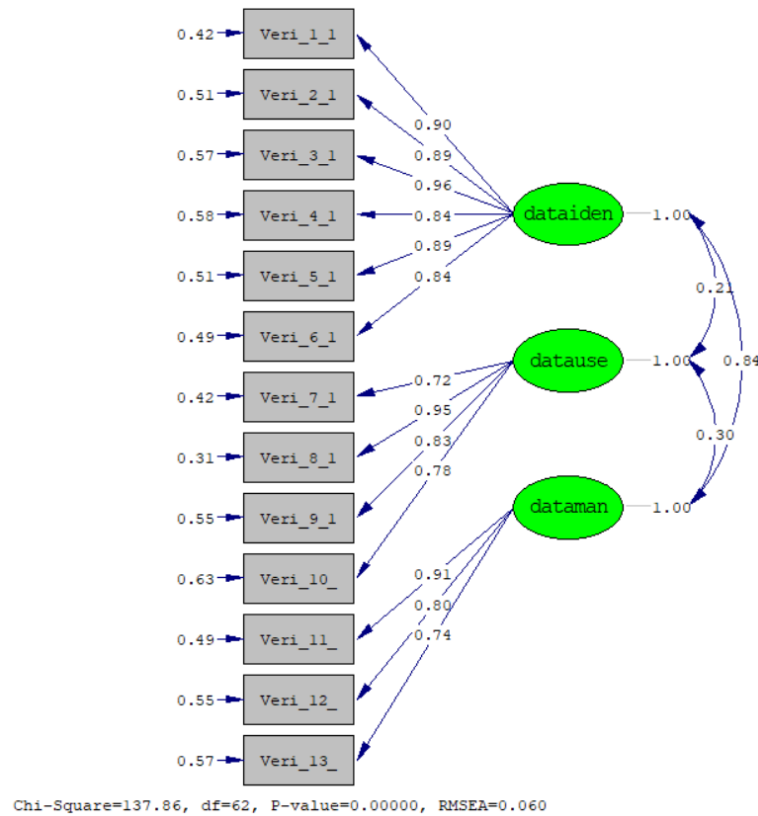 0.42 Veri_1_1
0.51 Veri_2_1
0.90
0.89
0.57 Veri_3_1
0.96
0.58 Veri_4_1 0.84 dataiden 1.00
0.89
0.51 Veri_5_1
0.84
0.21
0.49 Veri_6_1
datause 1.00 0.84
0.72
0.42 Veri_7_1
0.95
0.83
0.30
0.31 Veri_8_1
0.78
0.55 Veri_9_1
dataman 1.00
0.63 Veri_10_
0.91
0.80
0.49 Veri_11_
0.74
0.55 Veri_12_
0.57 Veri_13_
Chi-Square=137.86, df=62, P-value=0.00000, RMSEA=0.060